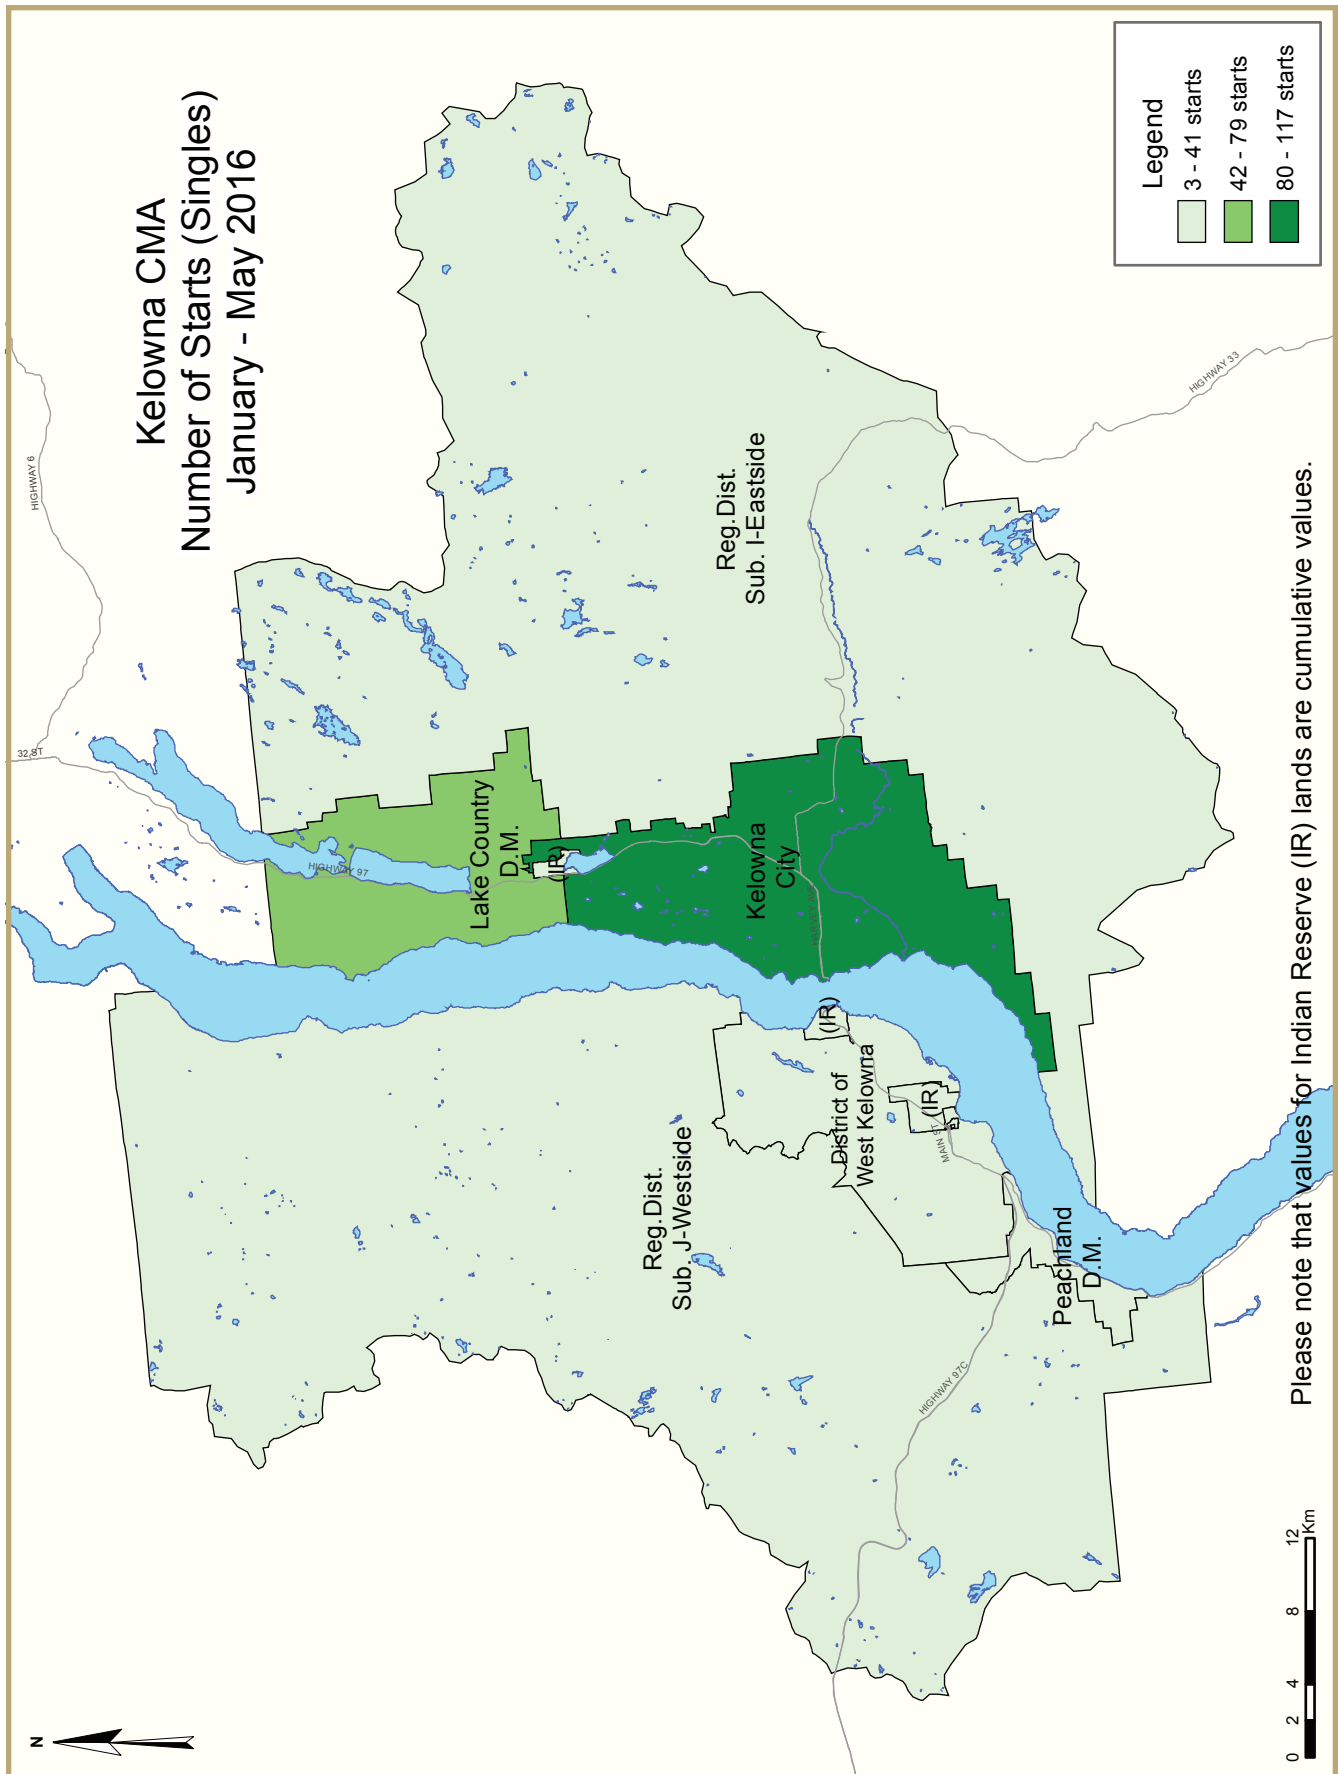 Kelowna CMA
Number of Starts (Singles)
January - May 2016
Legend
3 - 41 starts
42 - 79 starts
80 - 117 starts
N
HIGHWAY 6
32 ST
HIGHWAY 97
Lake Country
D.M.
(IR)
Kelowna
City
Reg.Dist.
Sub. I-Eastside
HIGHWAY 33
(IR)
District of
West Kelowna
(IR)
MAIN ST
Reg.Dist.
Sub. J-Westside
Peachland
D.M.
HIGHWAY 97C
0 2 4 8 12
Km
Please note that values for Indian Reserve (IR) lands are cumulative values.